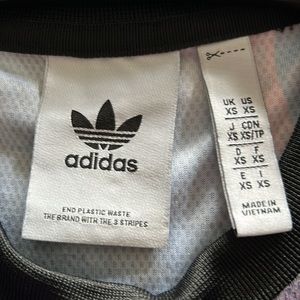 adidas
END PLASTIC WASTE
THE BRAND WITH THE 3 STRIPES
UK US
XS XS
J CDN
XS XS/TP
D F
XS XS
E I
XS XS
MADE IN
VIETNAM